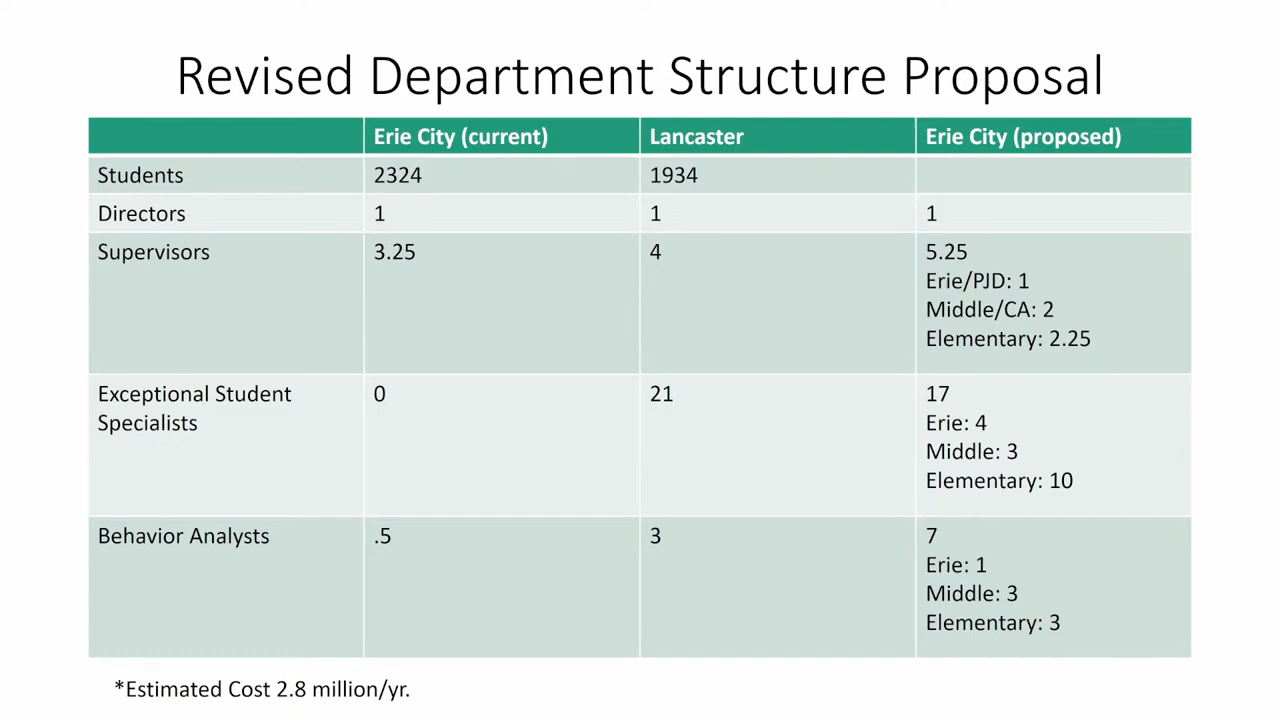 Revised Department Structure Proposal
Erie City (current) Lancaster Erie City (proposed)
Students 2324 1934
Directors 1 1 1
Supervisors 3.25 4 5.25
Erie/PJD: 1
Middle/CA: 2
Elementary: 2.25
Exceptional Student 0 21 17
Specialists Erie: 4
Middle: 3
Elementary: 10
Behavior Analysts .5 3 7
Erie: 1
Middle: 3
Elementary: 3
*Estimated Cost 2.8 million/yr.